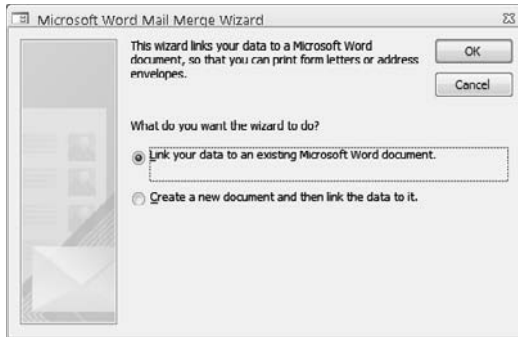 Microsoft Word Mail Merge Wizard
This wizard links your data to a Microsoft Word
document, so that you can print form letters or address
envelopes.
OK
Cancel
What do you want the wizard to do?
Link your data to an existing Microsoft Word document.
Create a new document and then link the data to it.